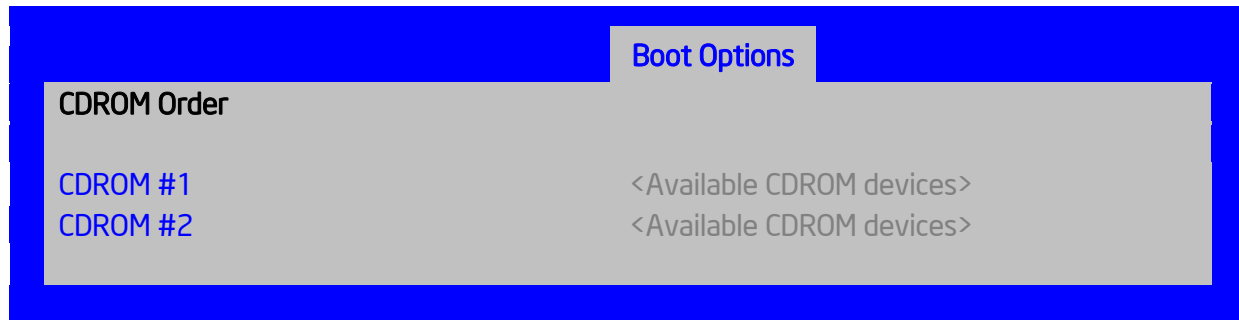 Boot Options
CDROM Order
CDROM #1 <Available CDROM devices>
CDROM #2 <Available CDROM devices>